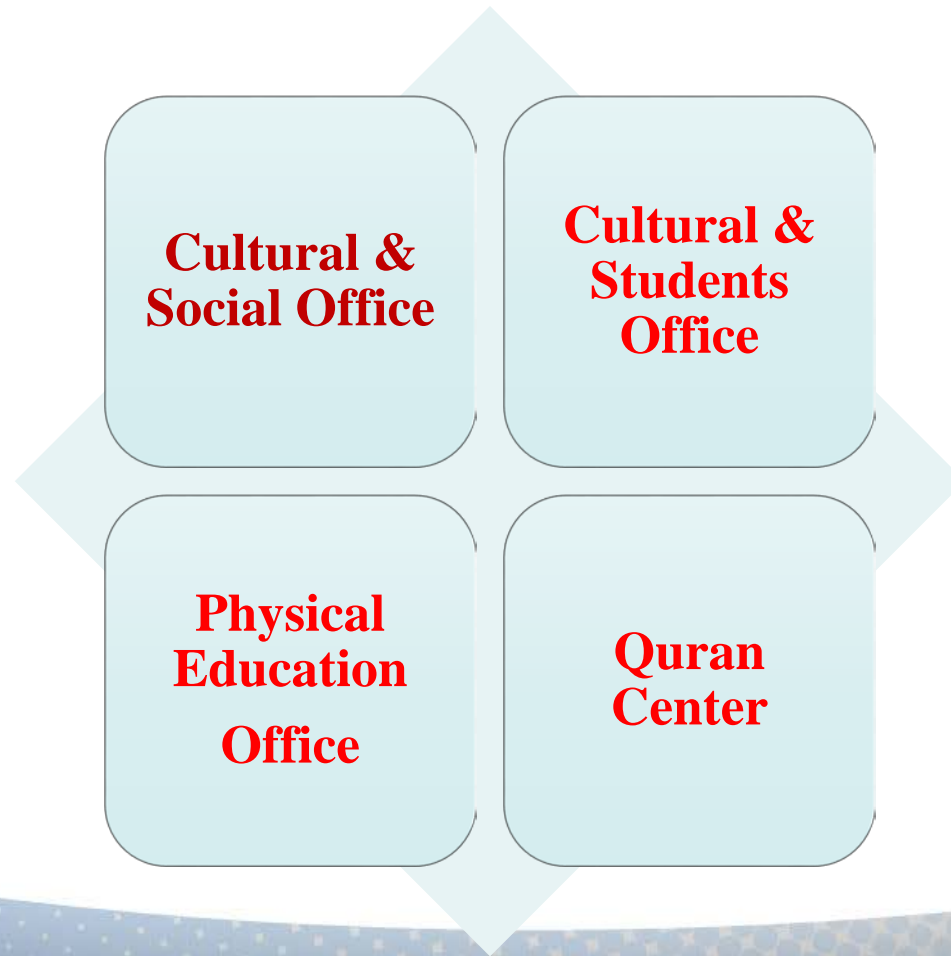 Cultural &
Social Office
Cultural &
Students
Office
Physical
Education
Office
Quran
Center